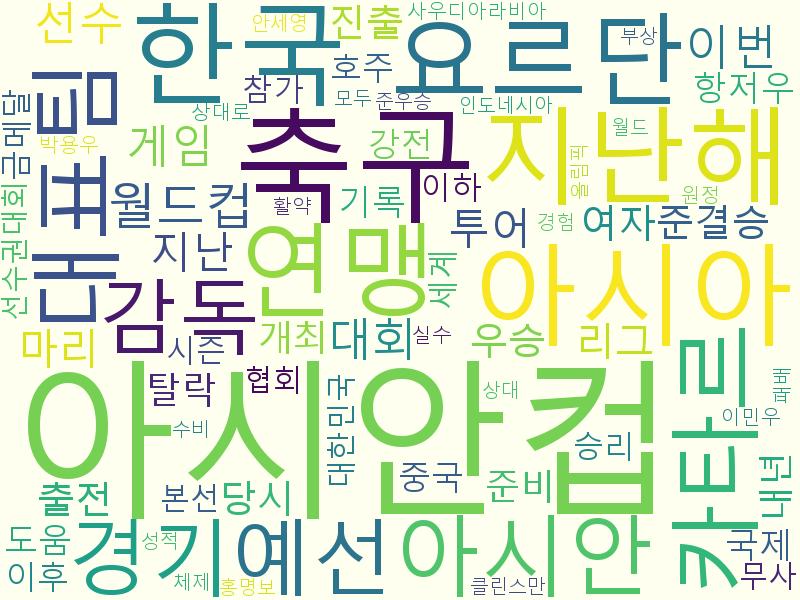 선수
한국
안세영
진출
사우디아라비아
요르단
부상
이번
팀
금메달
참가
호주
상대로
모두
준우승
인도네시아
항저우
박용우
게임
축구
강전
지난해
월드
올림픽
대표
월드컵
활약
기록
이하
투어
경험
여자
준결승
원정
선수권대회
지난
연맹
세계
아시아
감독
마리
시즌
개최
대회
실수
우승
리그
탈락
협회
대한민국
아시안컵
상대
카타르
패배
이민우
수비
승리
중국
준비
내년
출전
본선
당시
도움
경기
예선
아시안
국제
이후
성적
체제
홍명보
클린스만
무사